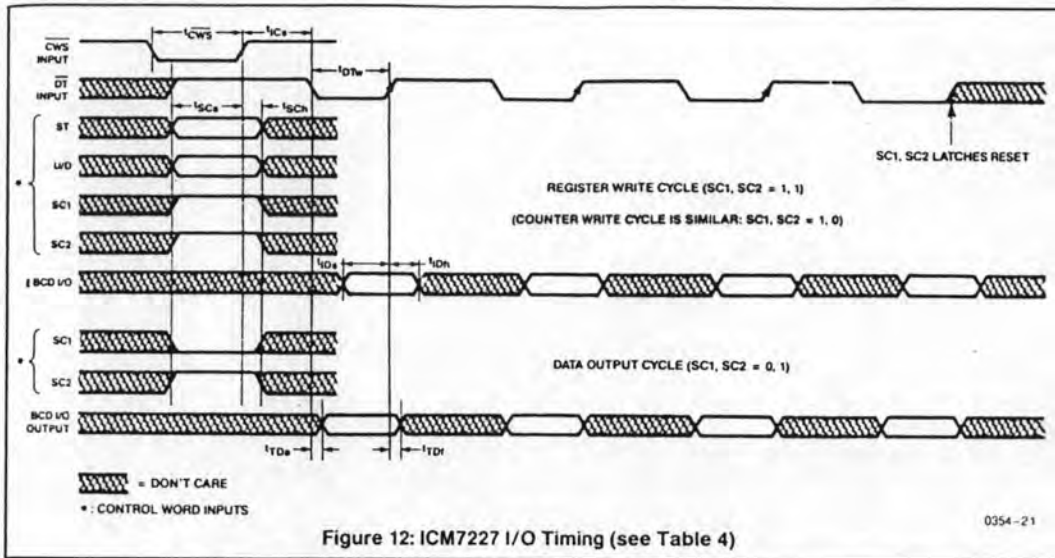 tCWS
tICs
CWS
INPUT
tDTw
DT
INPUT
tSCs
tSCh
ST
SC1, SC2 LATCHES RESET
U/D
REGISTER WRITE CYCLE (SC1, SC2 = 1, 1)
*
SC1
(COUNTER WRITE CYCLE IS SIMILAR: SC1, SC2 = 1, 0)
SC2
tIDs
tIDh
BCD I/O
SC1
*
DATA OUTPUT CYCLE (SC1, SC2 = 0, 1)
SC2
BCD I/O
OUTPUT
tTDf
= DON'T CARE
* : CONTROL WORD INPUTS
0354-21
Figure 12: ICM7227 I/O Timing (see Table 4)